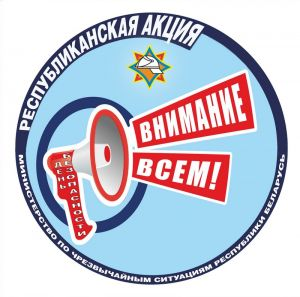 РЕСПУБЛИКАНСКАЯ АКЦИЯ
ВНИМАНИЕ
ВСЕМ!
ДЕНЬ
БЕЗОПАСНОСТИ
МИНИСТЕРСТВО ПО ЧРЕЗВЫЧАЙНЫМ СИТУАЦИЯМ РЕСПУБЛИКИ БЕЛАРУСЬ